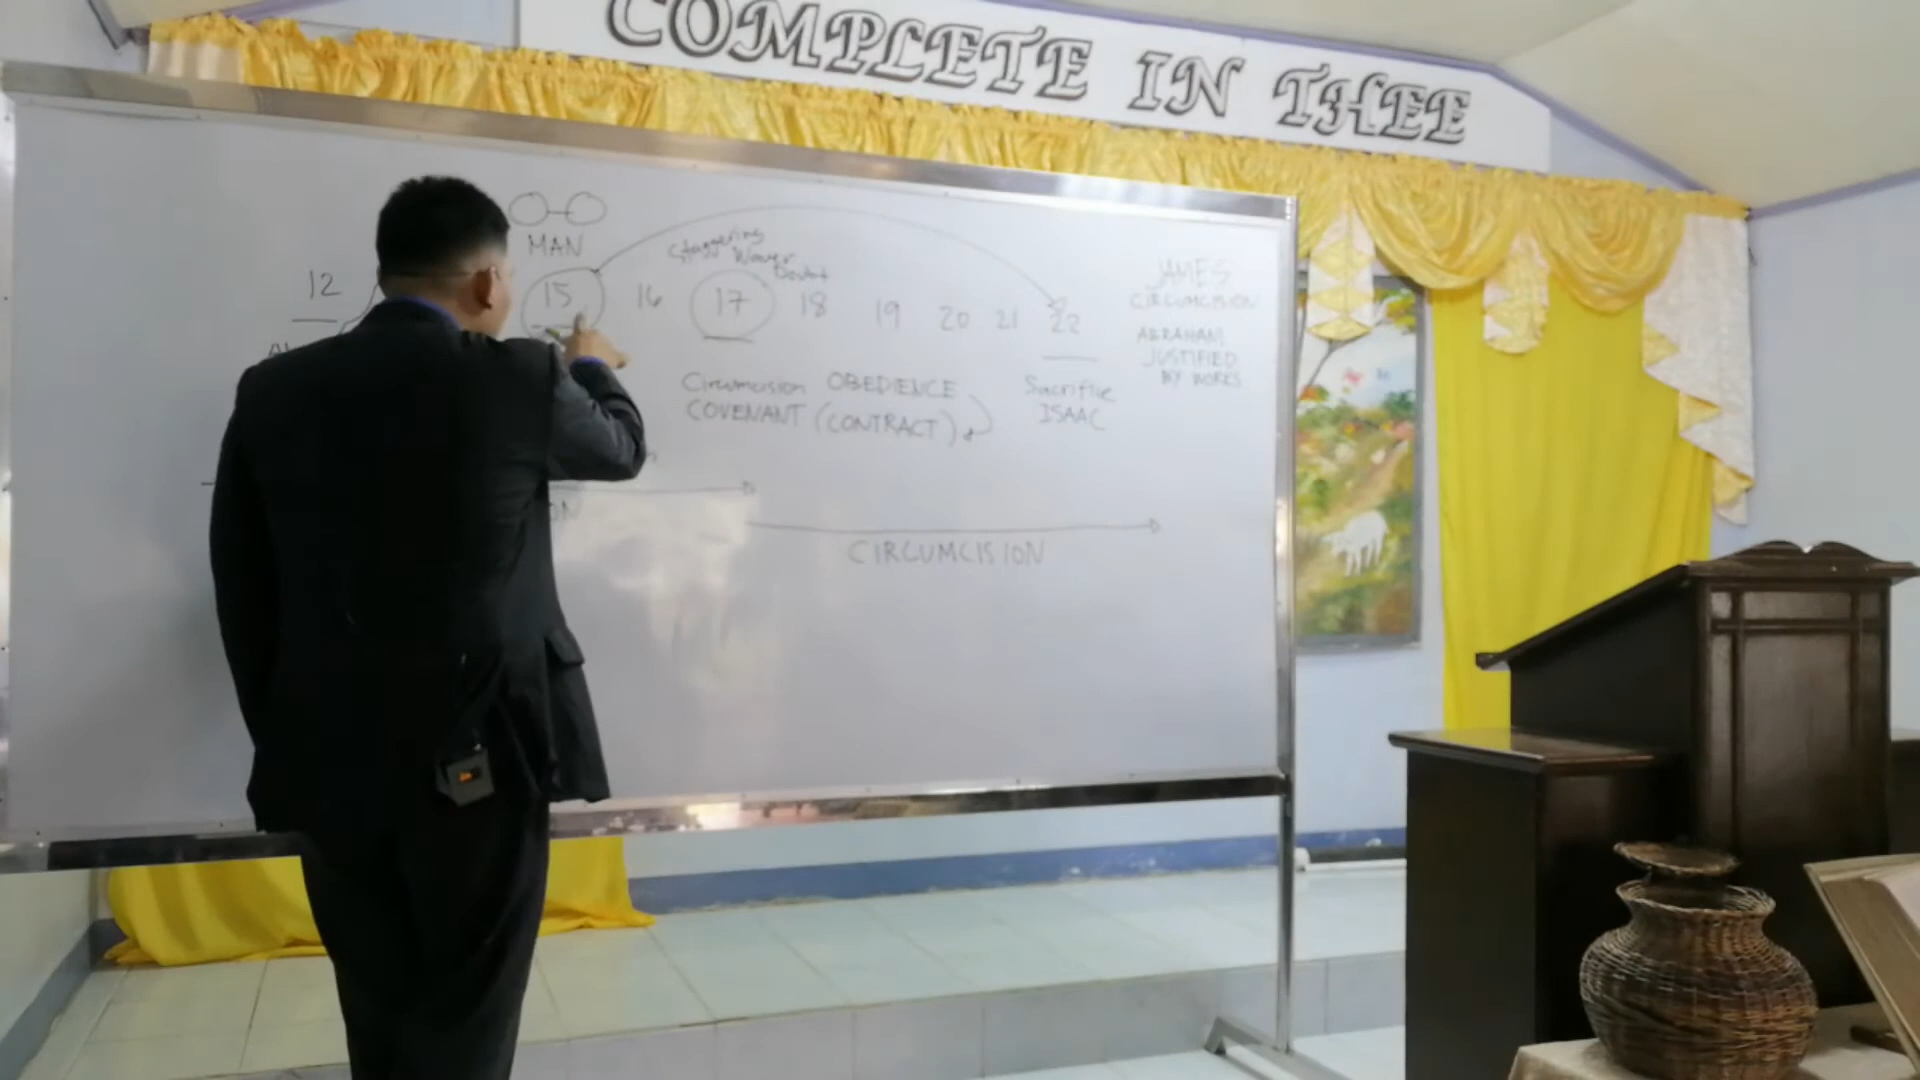 COMPLETE IN THEE
MAN
Staggering
Waver
Doubt
12 15 16 17 18 19 20 21 22
JAMES
CIRCUMCISION
ABRAHAM
JUSTIFIED
BY WORKS
Circumcision OBEDIENCE
COVENANT (CONTRACT)
Sacrifice
ISAAC
CIRCUMCISION